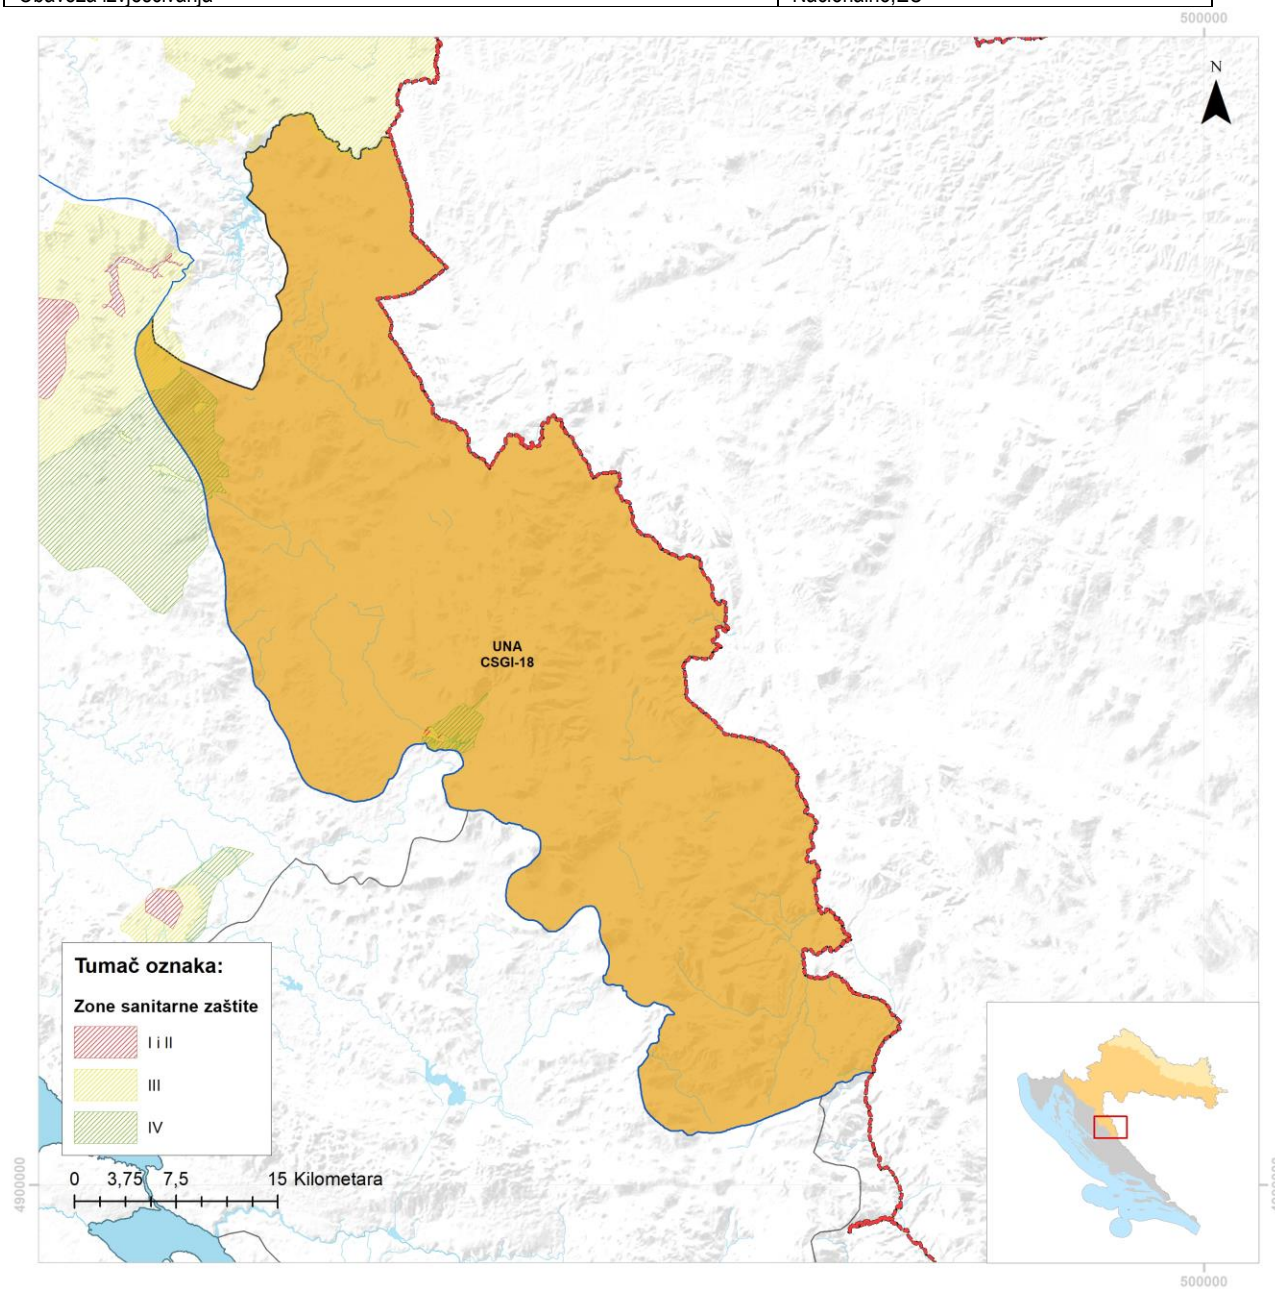 500000
N
UNA
CSGI-18
Tumač oznaka:
Zone sanitarne zaštite
I i II
III
IV
0 3,75 7,5 15 Kilometara
4900000
500000